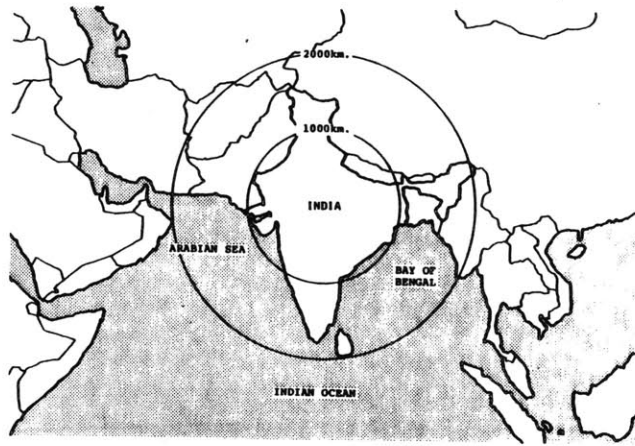 2000km.
1000km.
INDIA
ARABIAN SEA
BAY OF
BENGAL
INDIAN OCEAN